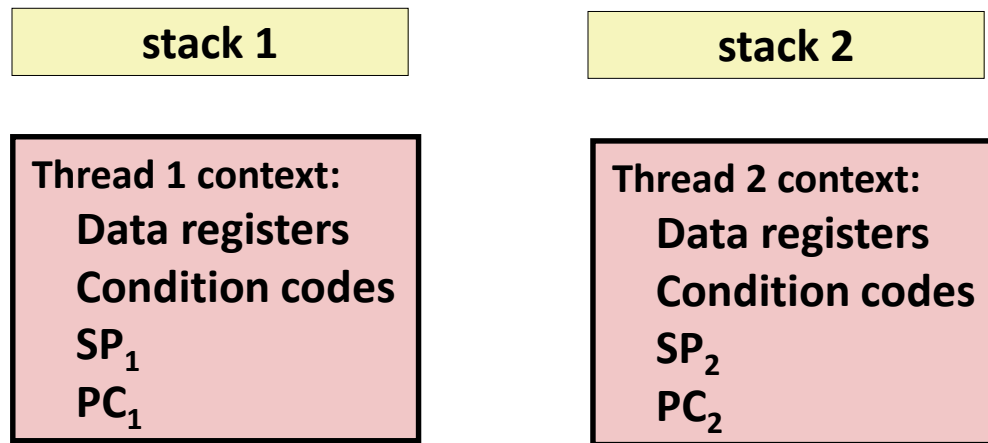 stack 1
Thread 1 context:
Data registers
Condition codes
SP₁
PC₁
stack 2
Thread 2 context:
Data registers
Condition codes
SP₂
PC₂